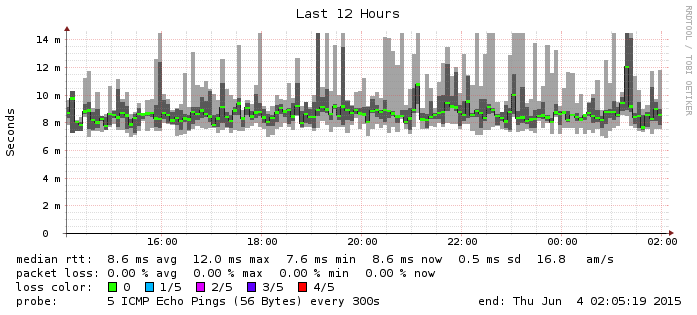 Last 12 Hours
RRDTOOL / TOBI OETIKER
Seconds
14 m
12 m
10 m
8 m
6 m
4 m
2 m
0
16:00 18:00 20:00 22:00 00:00 02:00
median rtt: 8.6 ms avg 12.0 ms max 7.6 ms min 8.6 ms now 0.5 ms sd 16.8 am/s
packet loss: 0.00 % avg 0.00 % max 0.00 % min 0.00 % now
loss color: 0 1/5 2/5 3/5 4/5
probe: 5 ICMP Echo Pings (56 Bytes) every 300s end: Thu Jun 4 02:05:19 2015